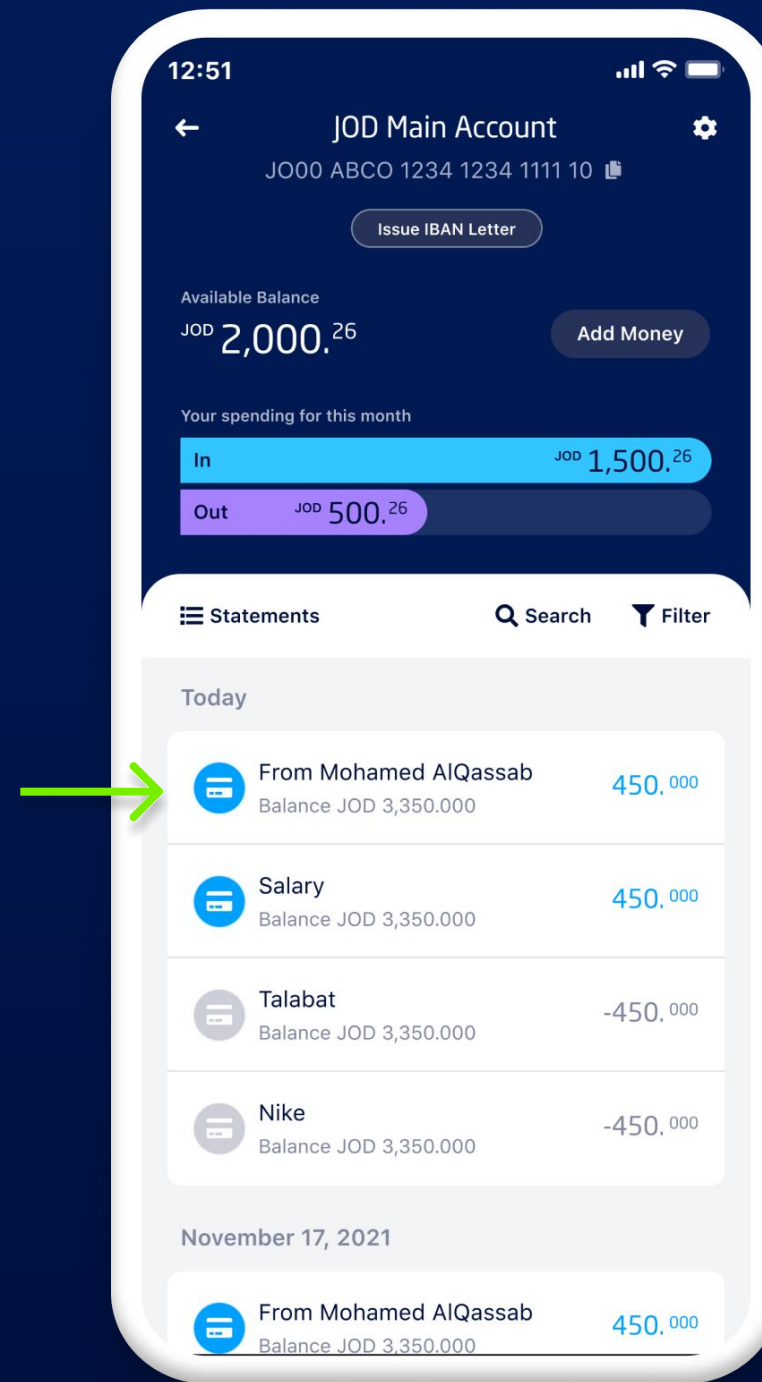 12:51
JOD Main Account
JO00 ABCO 1234 1234 1111 10
Issue IBAN Letter
Available Balance
JOD 2,000.26
Add Money
Your spending for this month
In JOD 1,500.26
Out JOD 500.26
Statements Search Filter
Today
From Mohamed AlQassab 450.000
Balance JOD 3,350.000
Salary 450.000
Balance JOD 3,350.000
Talabat -450.000
Balance JOD 3,350.000
Nike -450.000
Balance JOD 3,350.000
November 17, 2021
From Mohamed AlQassab 450.000
Balance JOD 3,350.000